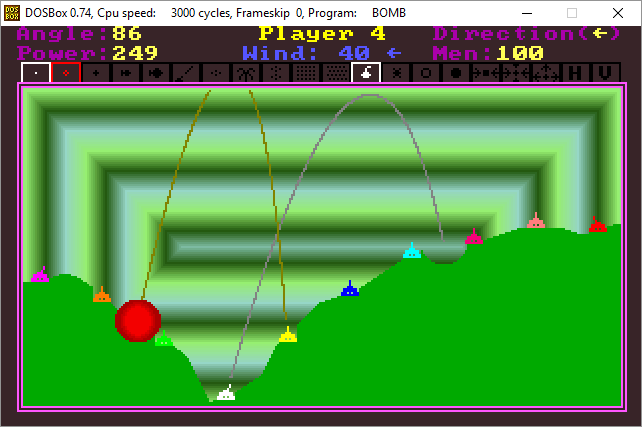 DOSBox 0.74, Cpu speed: 3000 cycles, Frameskip 0, Program: BOMB
Angle:86 Player 4 Direction(←)
Power:249 Wind: 40 ← Men:100
H V